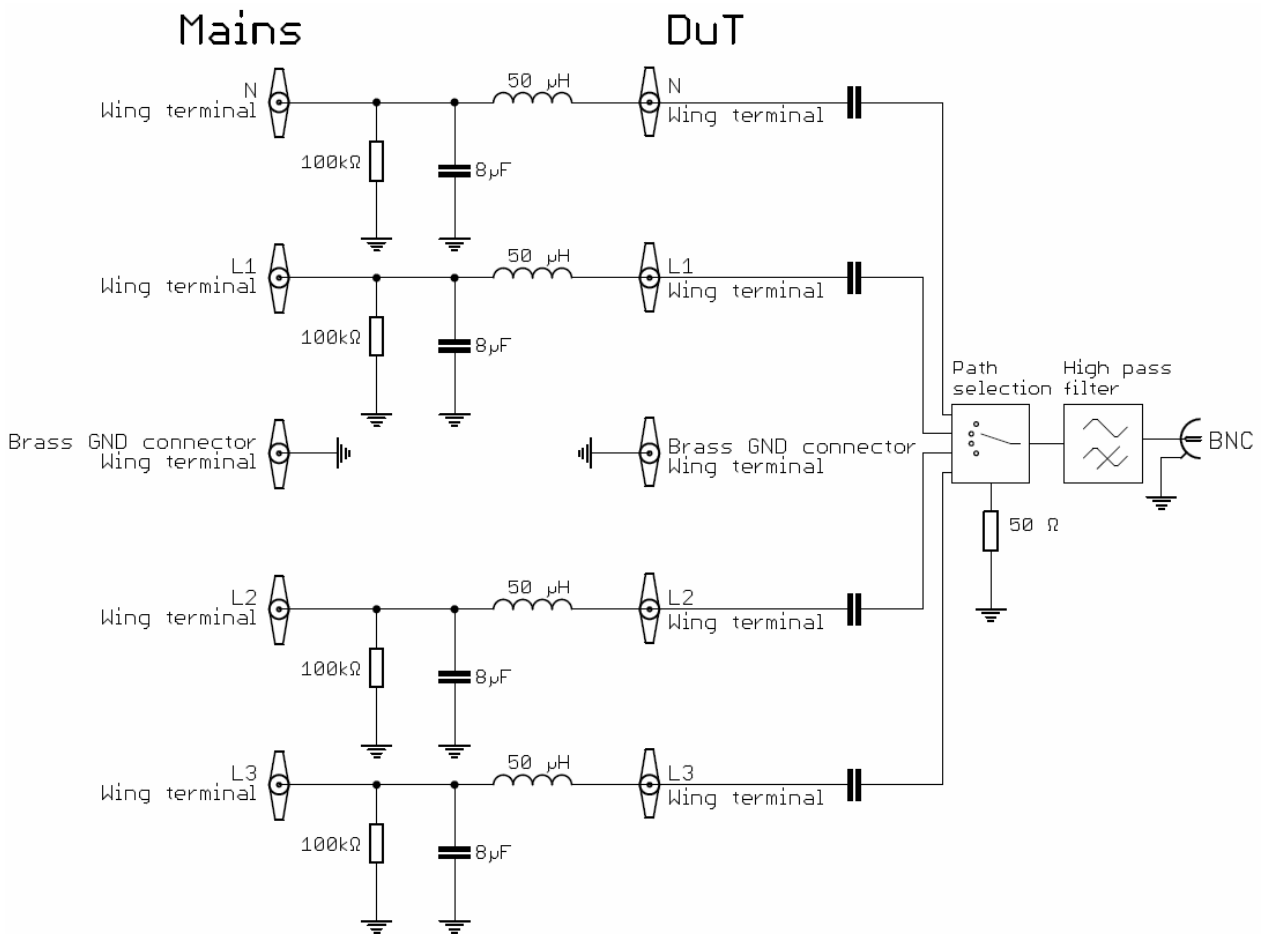 Mains
DuT
N
Wing terminal
50 µH
N
Wing terminal
100kΩ
8µF
L1
Wing terminal
50 µH
L1
Wing terminal
100kΩ
8µF
Path
selection
High pass
filter
Brass GND connector
Wing terminal
Brass GND connector
Wing terminal
BNC
50 Ω
L2
Wing terminal
50 µH
L2
Wing terminal
100kΩ
8µF
L3
Wing terminal
50 µH
L3
Wing terminal
100kΩ
8µF